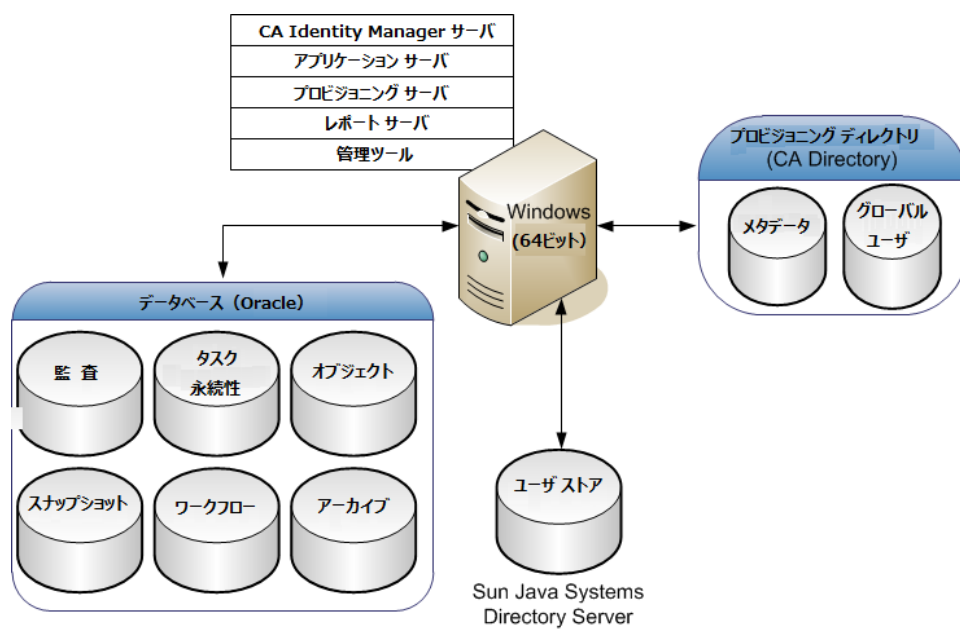 CA Identity Manager サーバ
アプリケーション サーバ
プロビジョニング サーバ
レポート サーバ
管理ツール
プロビジョニング ディレクトリ
(CA Directory)
メタデータ
グローバル
ユーザ
Windows
(64ビット)
データベース（Oracle）
監 査
タスク
永続性
オブジェクト
スナップショット
ワークフロー
アーカイブ
ユーザ ストア
Sun Java Systems
Directory Server